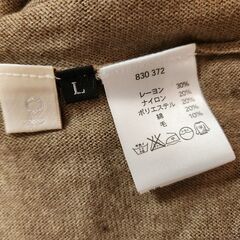 L
830 372
レーヨン 30%
ナイロン 20%
ポリエステル 20%
綿 20%
毛 10%